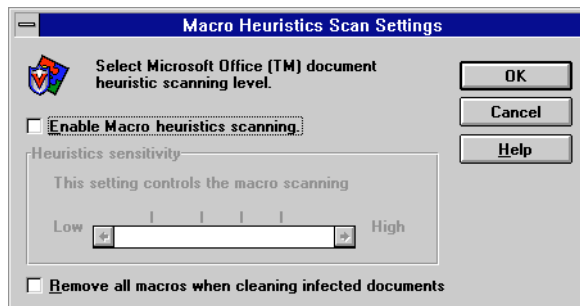 Macro Heuristics Scan Settings
Select Microsoft Office (TM) document
heuristic scanning level.
OK
Cancel
Help
Enable Macro heuristics scanning.
Heuristics sensitivity
This setting controls the macro scanning
Low
High
Remove all macros when cleaning infected documents